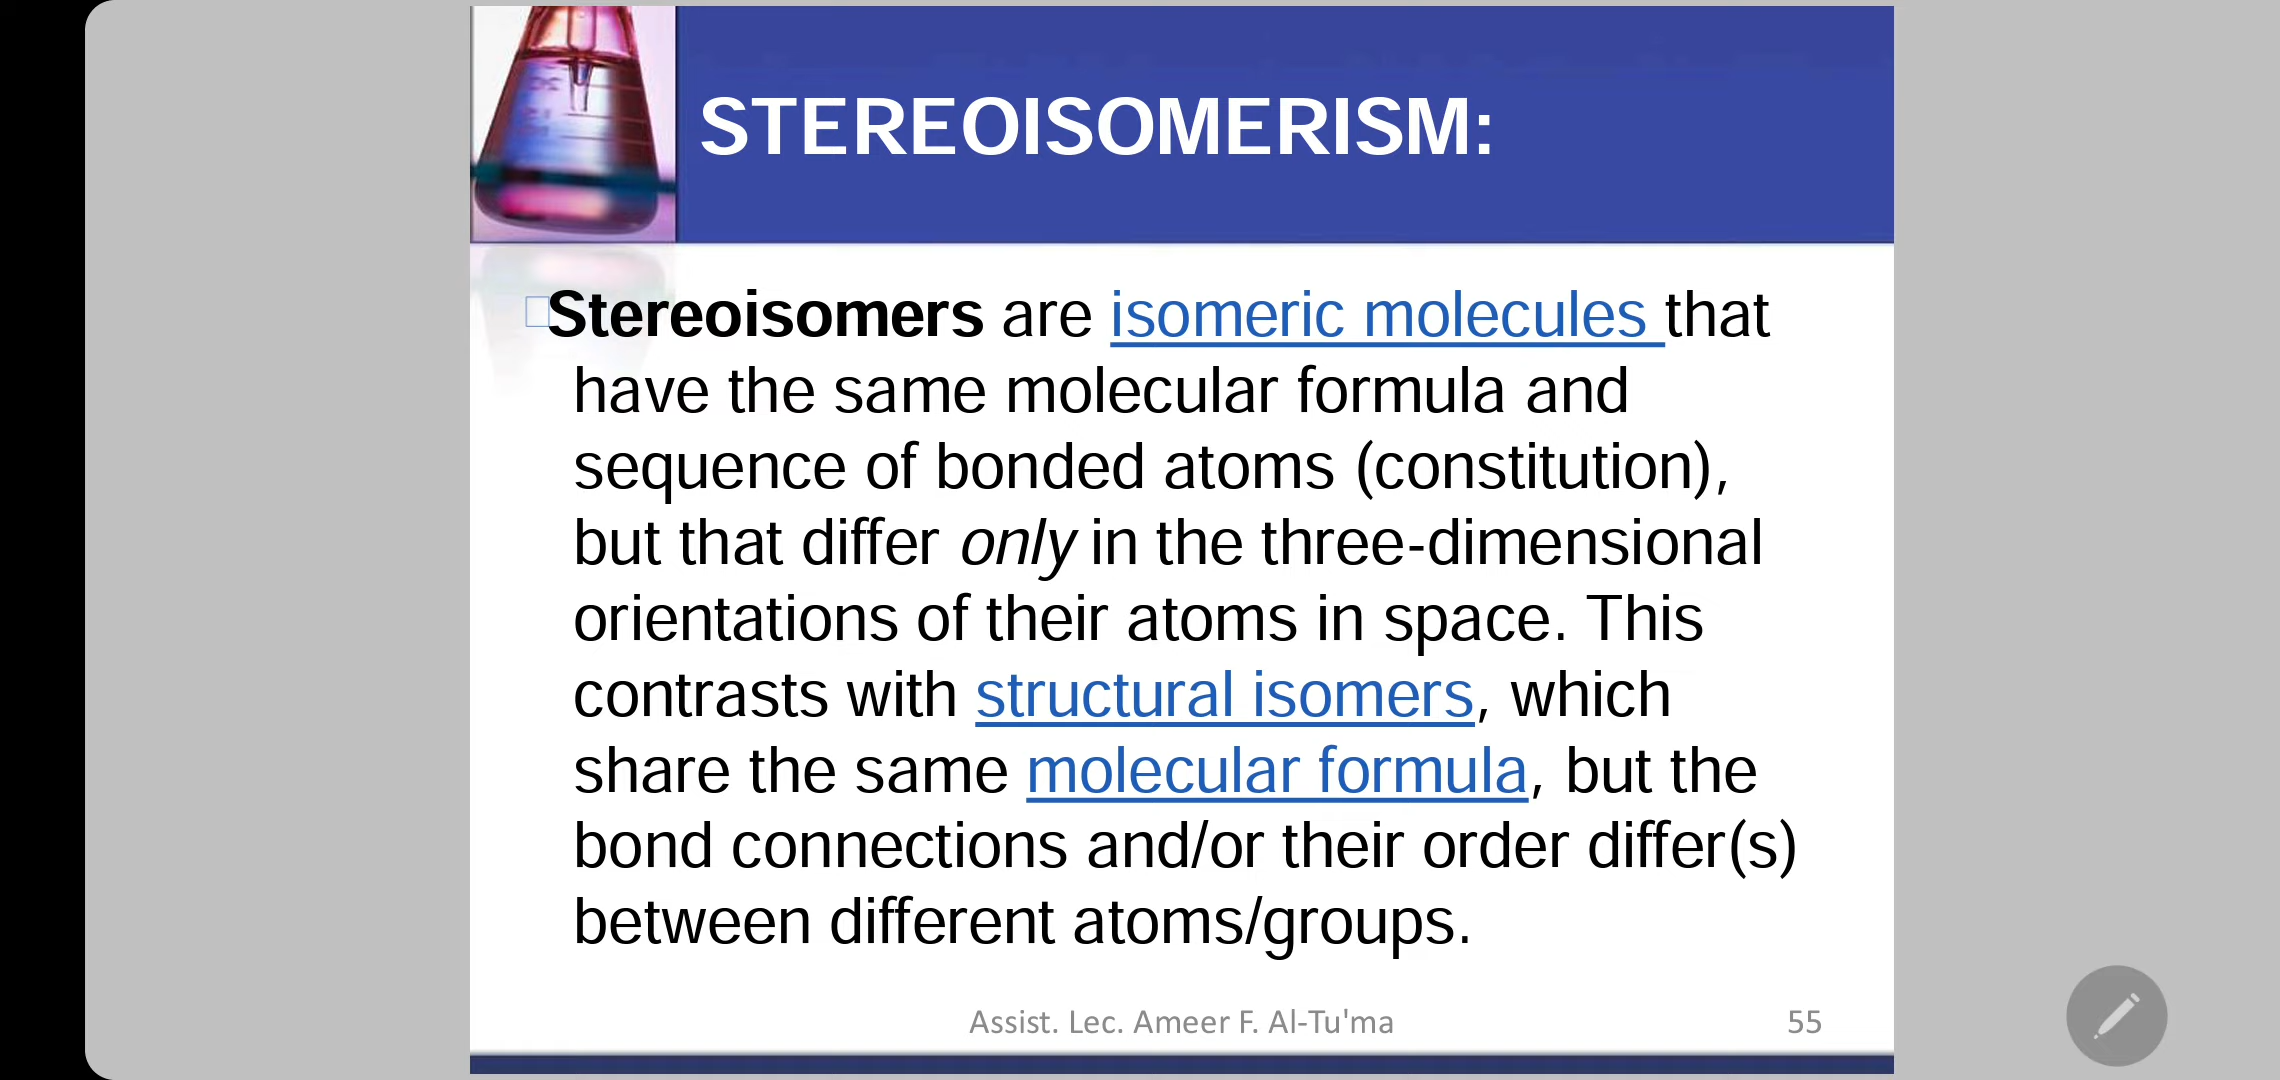 STEREOISOMERISM:
Stereoisomers are isomeric molecules that
have the same molecular formula and
sequence of bonded atoms (constitution),
but that differ only in the three-dimensional
orientations of their atoms in space. This
contrasts with structural isomers, which
share the same molecular formula, but the
bond connections and/or their order differ(s)
between different atoms/groups.
Assist. Lec. Ameer F. Al-Tu'ma
55